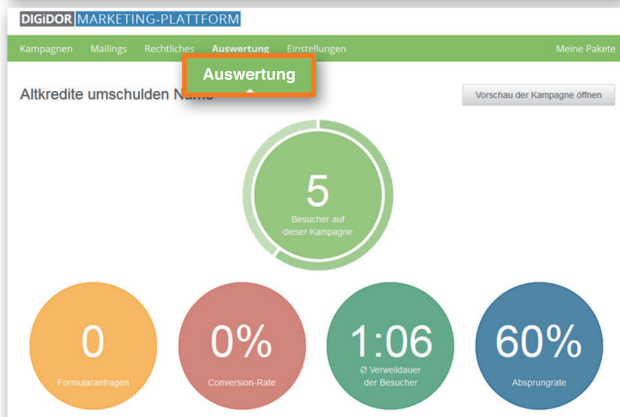 DIGiDOR MARKETING-PLATTFORM
Kampagnen Mailings Rechtliches Auswertung Einstellungen Meine Pakete
Auswertung
Altkredite umschulden Name
Vorschau der Kampagne öffnen
5
Besucher auf
dieser Kampagne
0
Formularanfragen
0%
Conversion-Rate
1:06
Ø Verweildauer
der Besucher
60%
Absprungrate